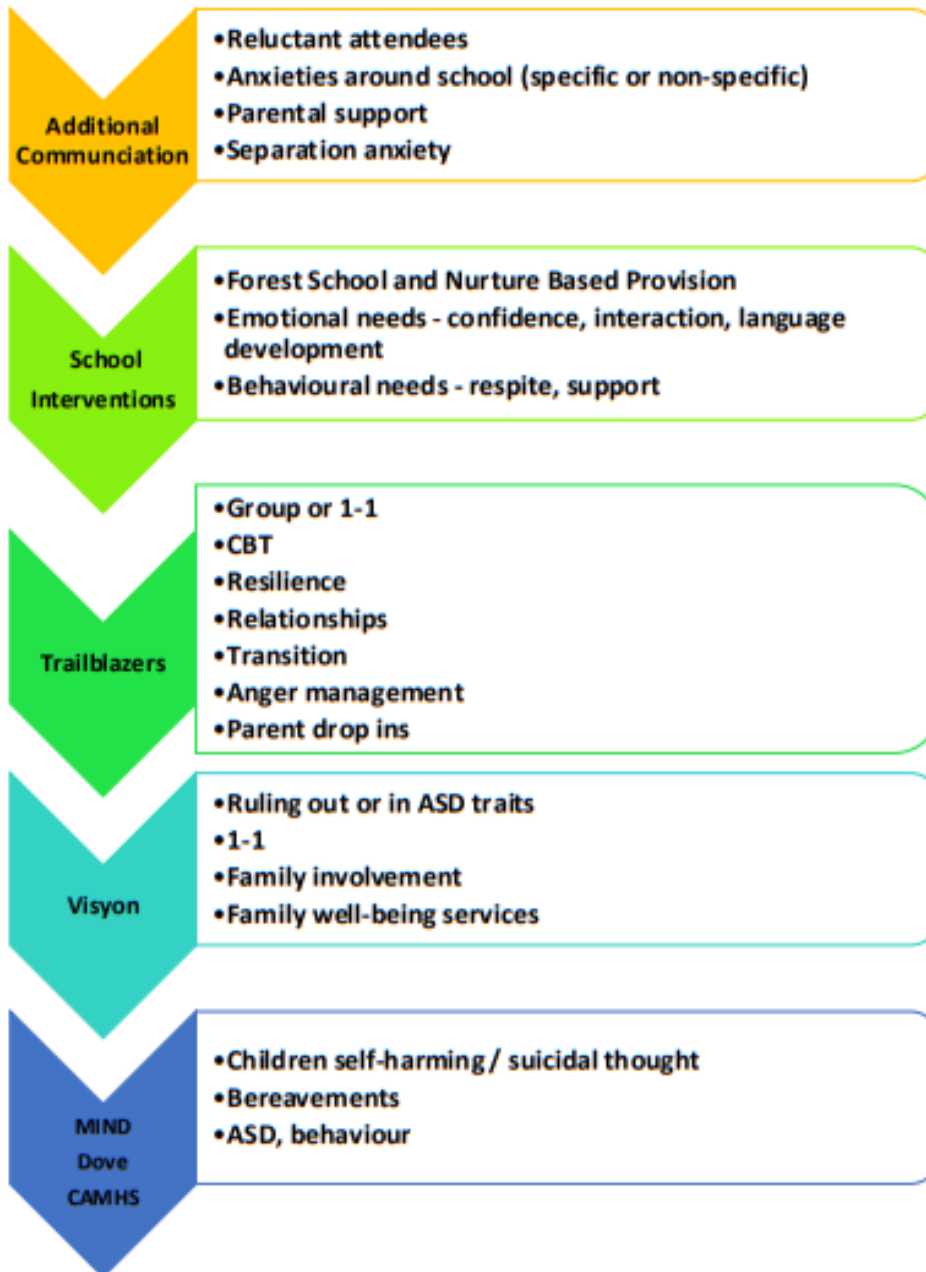 Additional
Communciation
•Reluctant attendees
•Anxieties around school (specific or non-specific)
•Parental support
•Separation anxiety
School
Interventions
•Forest School and Nurture Based Provision
•Emotional needs - confidence, interaction, language
development
•Behavioural needs - respite, support
Trailblazers
•Group or 1-1
•CBT
•Resilience
•Relationships
•Transition
•Anger management
•Parent drop ins
Visyon
•Ruling out or in ASD traits
•1-1
•Family involvement
•Family well-being services
MIND
Dove
CAMHS
•Children self-harming / suicidal thought
•Bereavements
•ASD, behaviour